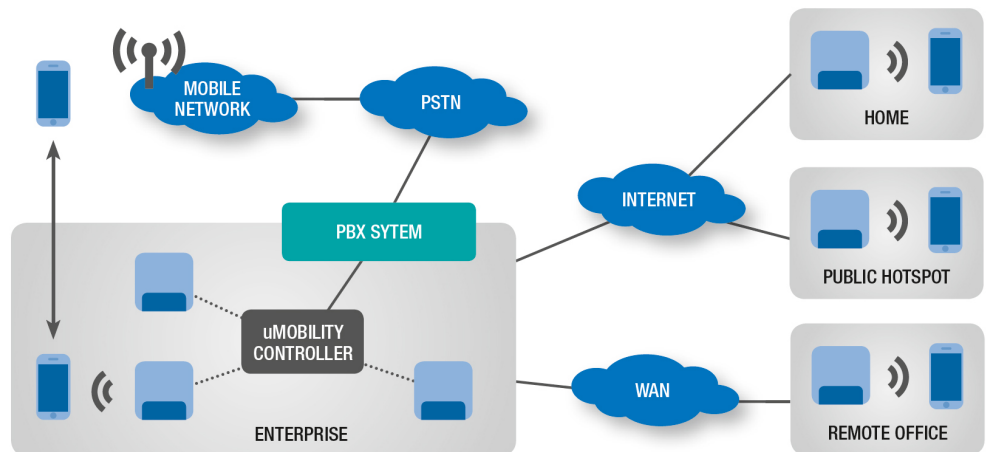 MOBILE
NETWORK
PSTN
HOME
INTERNET
PBX SYTEM
PUBLIC HOTSPOT
uMOBILITY
CONTROLLER
WAN
ENTERPRISE
REMOTE OFFICE